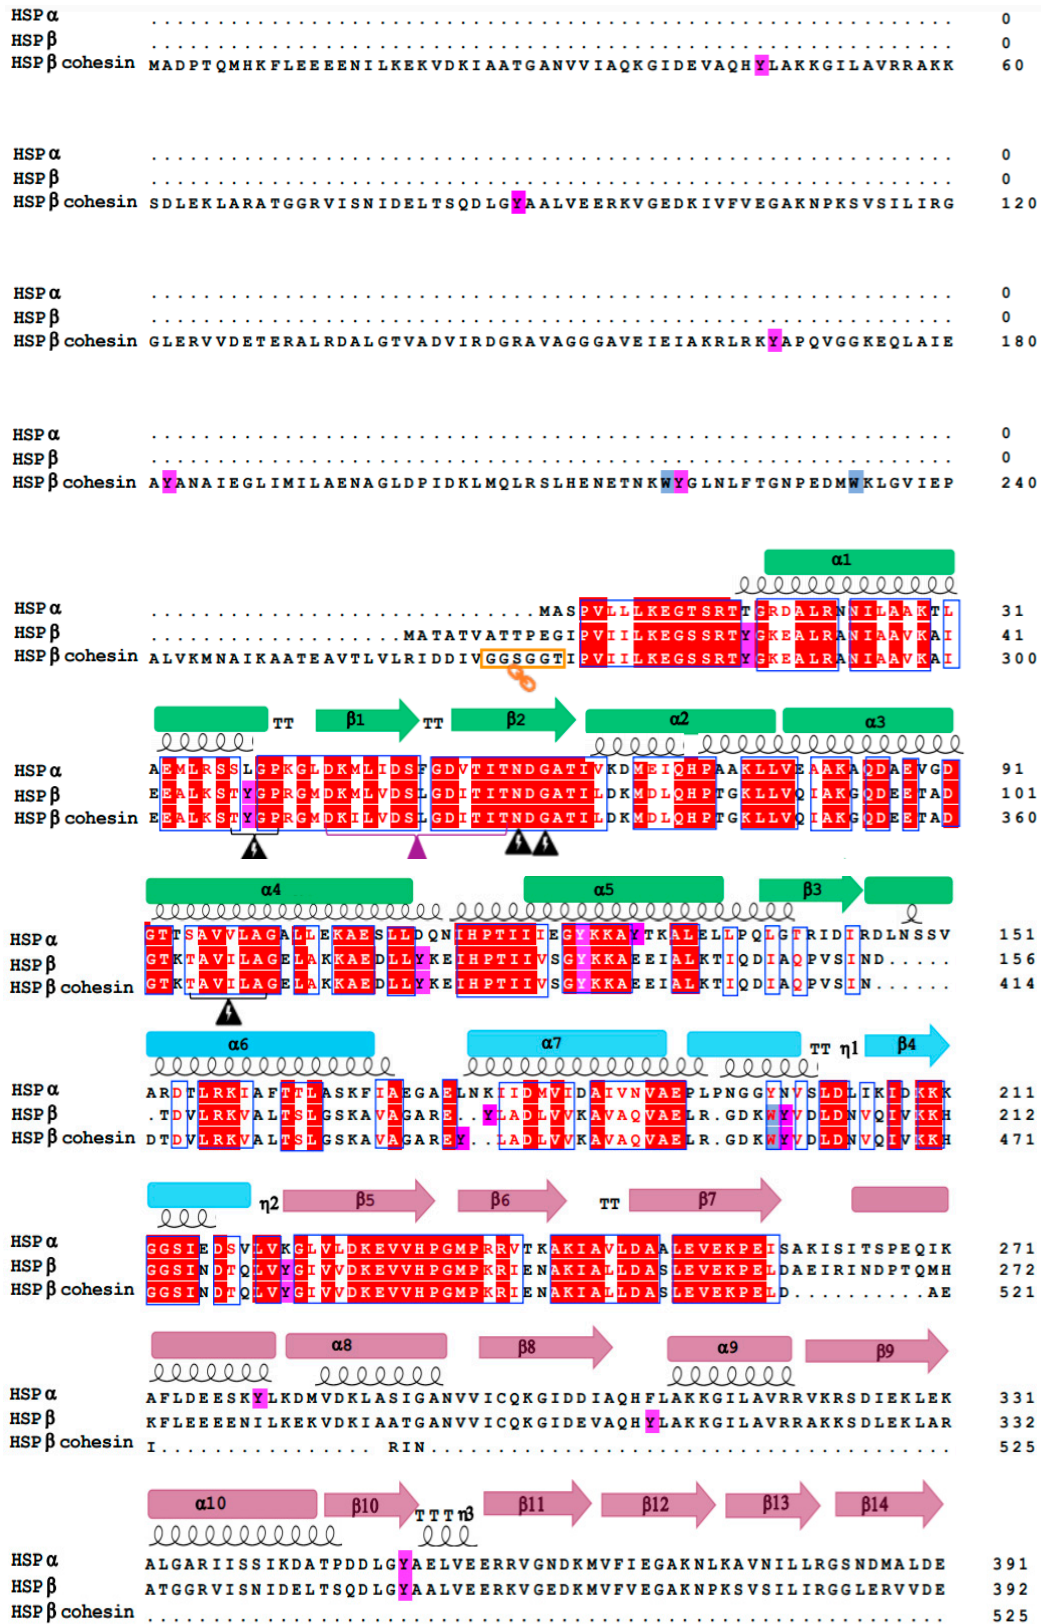 HSP α ............................................................ 0
HSP β ............................................................ 0
HSP β cohesin MADPTQMHKFLEEEENILKEKVDKIAATGANVVIAQKGIDEVAQHYLAKKGILAVRRAKK 60
HSP α ............................................................ 0
HSP β ............................................................ 0
HSP β cohesin SDLEKLARATGGRVISNIDELTSQDLGYAALVEERKVGEDKIVFVEGAKNPKSVSILIRG 120
HSP α ............................................................ 0
HSP β ............................................................ 0
HSP β cohesin GLERVVDETERALRDALGTVADVIRDGRAVAGGGAVEIEIAKRLRKYAPQVGGKEQLAIE 180
HSP α ............................................................ 0
HSP β ............................................................ 0
HSP β cohesin AYANAIEGLIMILAENAGLDPIDKLMQLRSLHENETNKWYGLNLFTGNPEDMWKLGVIEP 240
α1
HSP α .............................MASPVLLLKEGTSRTTGRDALRNNILAAKTL 31
HSP β ...................MATATVATTPEGIPVIILKEGSSRTYGKEALRANIAAVKAI 41
HSP β cohesin ALVKMNAIKAATEAVTLVLRIDDIVGGSGGTIPVIILKEGSGRTYGKEALRANIAAVKAI 300
TT β1 TT β2 α2 α3
HSP α AEMLRSSLGPKGLDKMLIDSFGDVTITNDGATIVKDMEIQHPAAKLLVEAAKAQDAEVGD 91
HSP β EEALKSTYGPRGMDKMLVDSLGDITITNDGATILDKMDLQHPTGKLLVQIAKGQDEETAD 101
HSP β cohesin EEALKSTYGPRGMDKILVDSLGDITITNDGATILDKMDLQHPTGKLLVQIAKGQDEETAD 360
α4 α5 β3
HSP α GTTSAVVLAGALLEKAESLLDQNIHPTIIIEGYKKAYTKALELLPQLGTRIDIRDLNSSV 151
HSP β GTKTAVILAGELAKKAEDLLYKEIHPTIIVSGYKKAEEIALKTIQDIAQPVSIND..... 156
HSP β cohesin GTKTAVILAGELAKKAEDLLYKEIHPTIIVSGYKKAEEIALKTIQDIAQPVSIN...... 414
α6 α7 TT η1 β4
HSP α ARDTLRKIAFTTLASKFIAEGAELNKIIDMVIDAIVNVAEPLPNGGYNVSLDLIKIDKKK 211
HSP β .TDVLRKVALTSLGSKAVAGARE..YLADLVVKAVAQVAELR.GDKWYVDLDNVQIVKKH 212
HSP β cohesin DTDVLRKVALTSLGSKAVAGAREY..LADLVVKAVAQVAELR.GDKWYVDLDNVQIVKKH 471
η2 β5 β6 TT β7
HSP α GGSIEDSVLVKGLVLDKEVVHPGMPRRVTKAKIAVLDAALEVEKPEISAKISITSPEQIK 271
HSP β GGSINDTQLVYGIVVDKEVVHPGMPKRIENAKIALLDASLEVEKPELDAEIRINDPTQMH 272
HSP β cohesin GGSINDTQLVYGIVVDKEVVHPGMPKRIENAKIALLDASLEVEKPELD..........AE 521
α8 β8 α9 β9
HSP α AFLDEESKYLKDMVDKLASIGANVVICQKGIDDIAQHFLAKKGILAVRRVKRSDIEKLEK 331
HSP β KFLEEEENILKEKVDKIAATGANVVICQKGIDEVAQHYLAKKGILAVRRAKKSDLEKLAR 332
HSP β cohesin I.................RIN....................................... 525
α10 β10 TTT η3 β11 β12 β13 β14
HSP α ALGARIISSIKDATPDDLGYAELVEERRVGNDKMVFIEGAKNLKAVNILLRGSNDMALDE 391
HSP β ATGGRVISNIDELTSQDLGYAALVEERKVGEDKMVFVEGAKNPKSVSILIRGGLERVVDE 392
HSP β cohesin ............................................................ 525